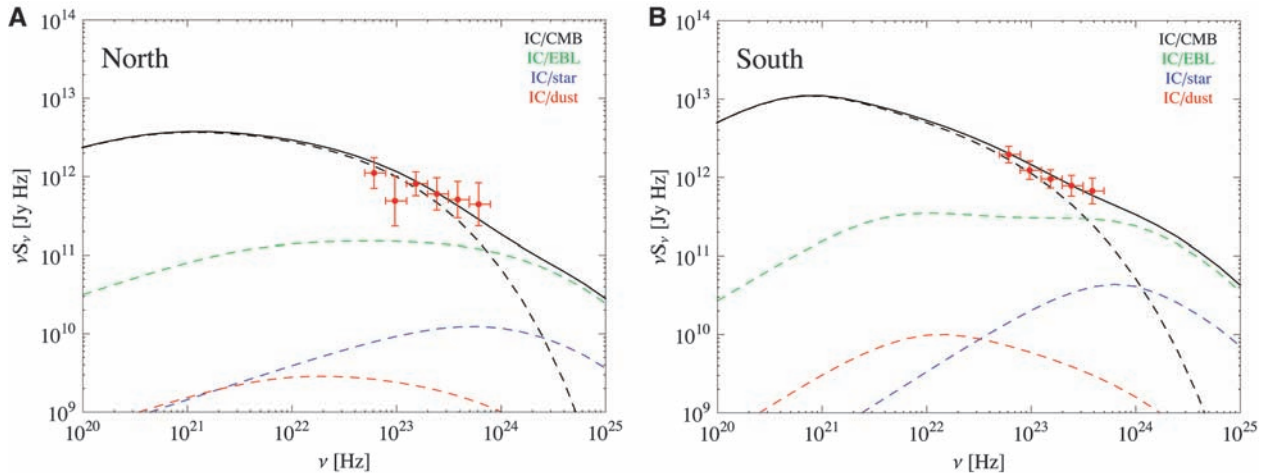 A
B
North
South
IC/CMB
IC/EBL
IC/star
IC/dust
IC/CMB
IC/EBL
IC/star
IC/dust
10^14
10^13
10^12
10^11
10^10
10^9
νS_ν [Jy Hz]
10^20 10^21 10^22 10^23 10^24 10^25
ν [Hz]
10^14
10^13
10^12
10^11
10^10
10^9
νS_ν [Jy Hz]
10^20 10^21 10^22 10^23 10^24 10^25
ν [Hz]